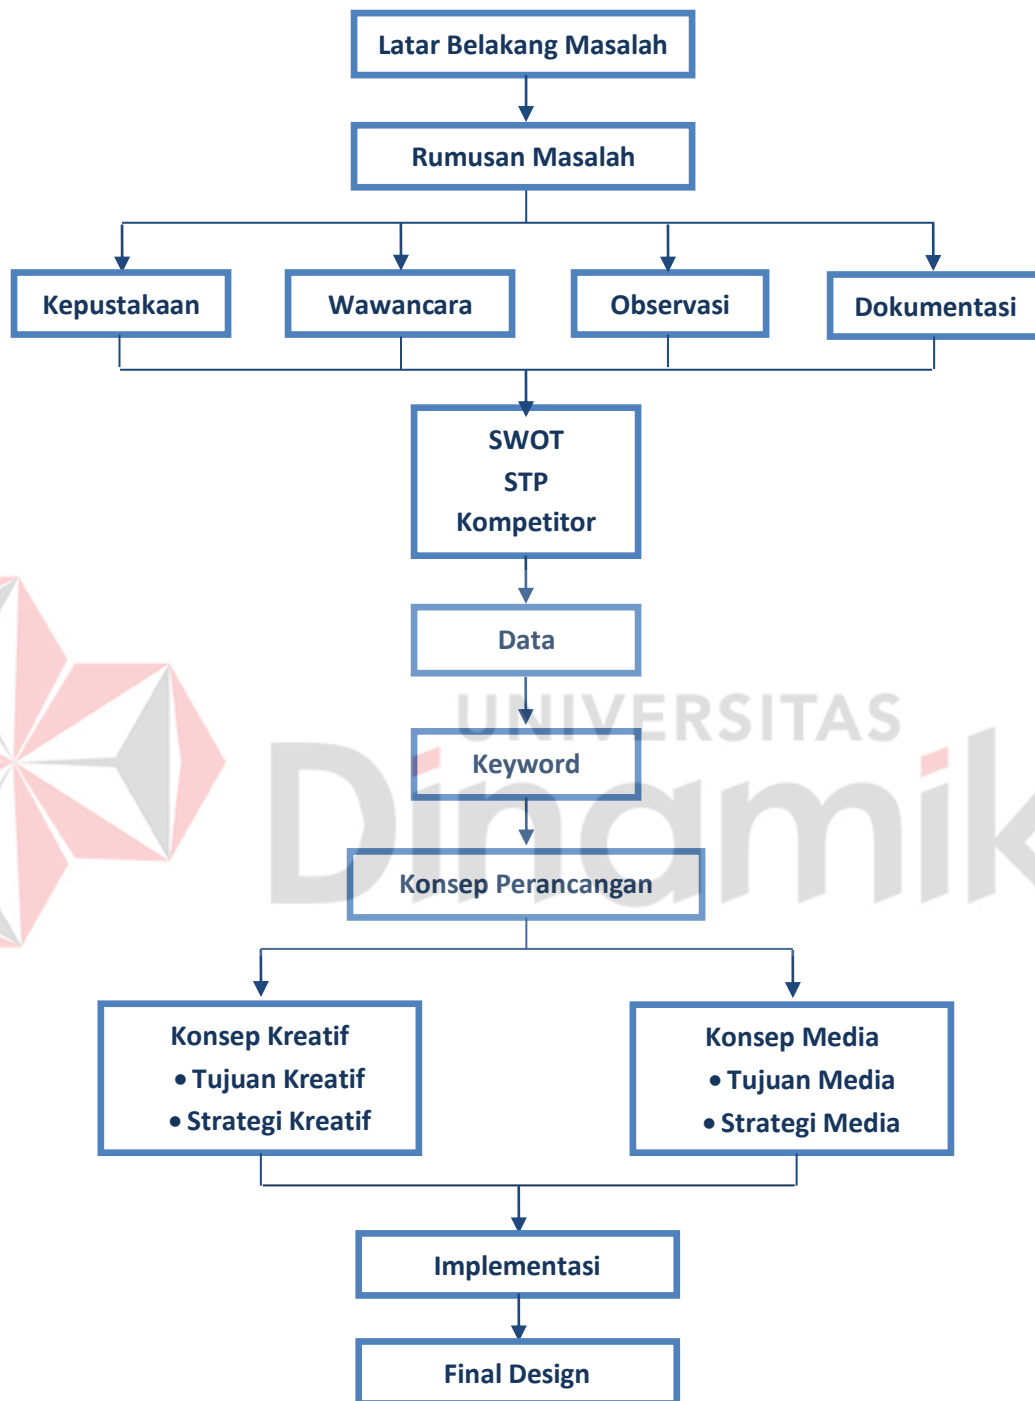 Latar Belakang Masalah
Rumusan Masalah
Kepustakaan
Wawancara
Observasi
Dokumentasi
SWOT
STP
Kompetitor
Data
UNIVERSITAS
Keyword
Dinamik
Konsep Perancangan
Konsep Kreatif
• Tujuan Kreatif
• Strategi Kreatif
Konsep Media
• Tujuan Media
• Strategi Media
Implementasi
Final Design